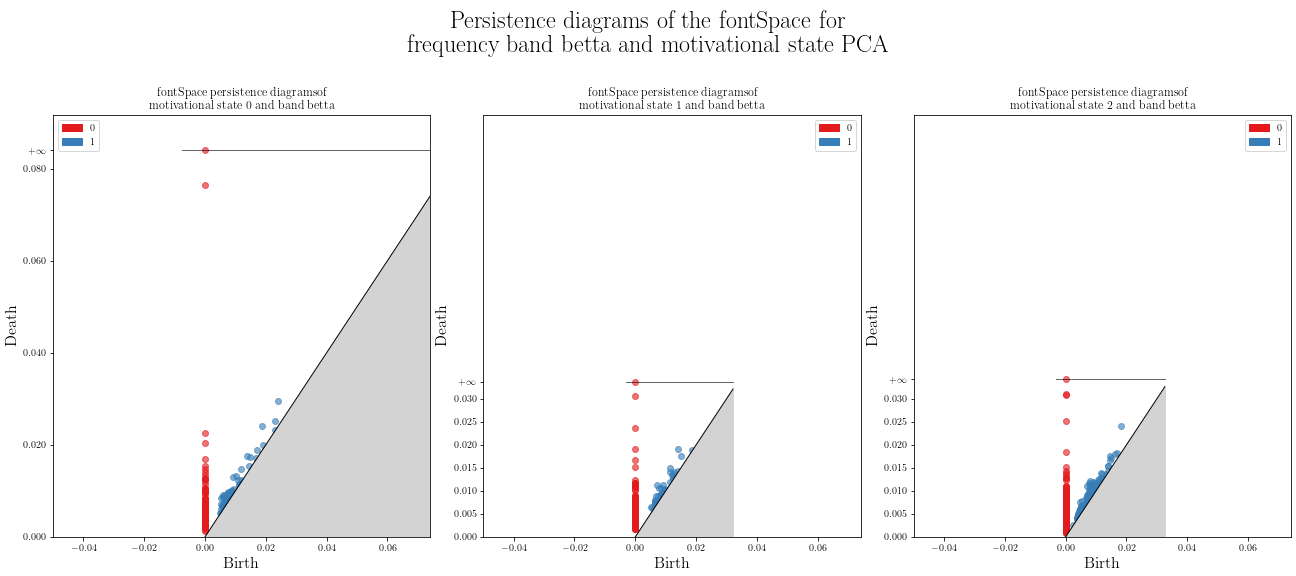 Persistence diagrams of the fontSpace for
frequency band betta and motivational state PCA
fontSpace persistence diagramsof
motivational state 0 and band betta
0
1
+∞
0.080
0.060
0.040
0.020
0.000
Death
−0.04 −0.02 0.00 0.02 0.04 0.06
Birth
fontSpace persistence diagramsof
motivational state 1 and band betta
0
1
+∞
0.030
0.025
0.020
0.015
0.010
0.005
0.000
Death
−0.04 −0.02 0.00 0.02 0.04 0.06
Birth
fontSpace persistence diagramsof
motivational state 2 and band betta
0
1
+∞
0.030
0.025
0.020
0.015
0.010
0.005
0.000
Death
−0.04 −0.02 0.00 0.02 0.04 0.06
Birth